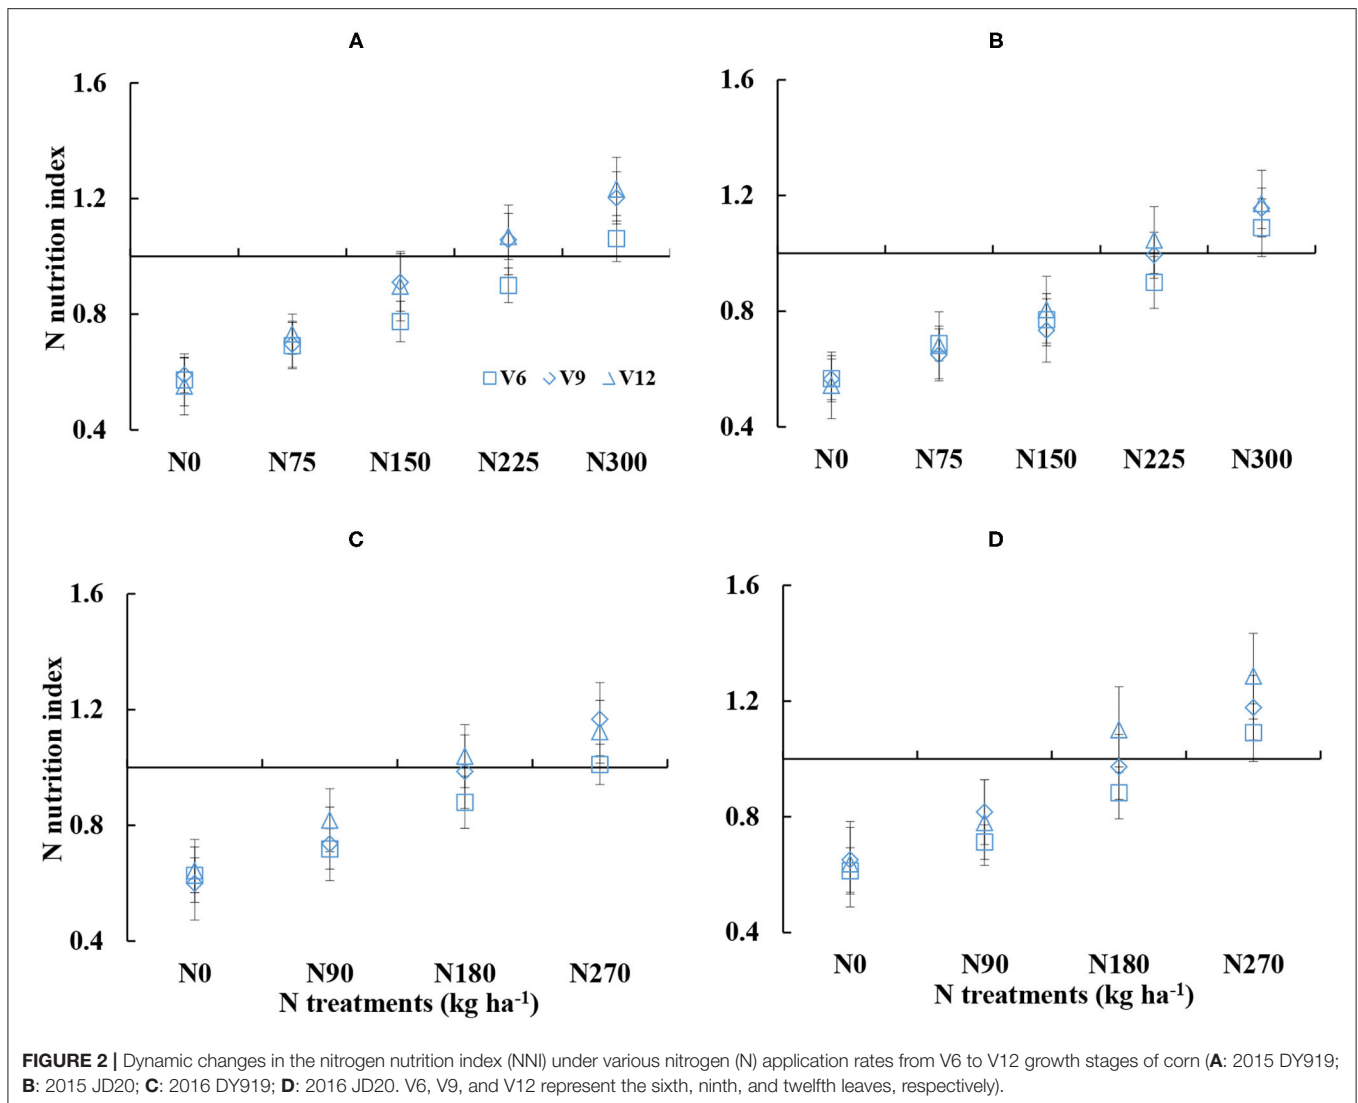 A
1.6
1.2
0.8
0.4
N nutrition index
V6 V9 V12
N0 N75 N150 N225 N300
B
1.6
1.2
0.8
0.4
N0 N75 N150 N225 N300
C
1.6
1.2
0.8
0.4
N nutrition index
N0 N90 N180 N270
N treatments (kg ha⁻¹)
D
1.6
1.2
0.8
0.4
N0 N90 N180 N270
N treatments (kg ha⁻¹)
FIGURE 2 | Dynamic changes in the nitrogen nutrition index (NNI) under various nitrogen (N) application rates from V6 to V12 growth stages of corn (A: 2015 DY919;
B: 2015 JD20; C: 2016 DY919; D: 2016 JD20. V6, V9, and V12 represent the sixth, ninth, and twelfth leaves, respectively).